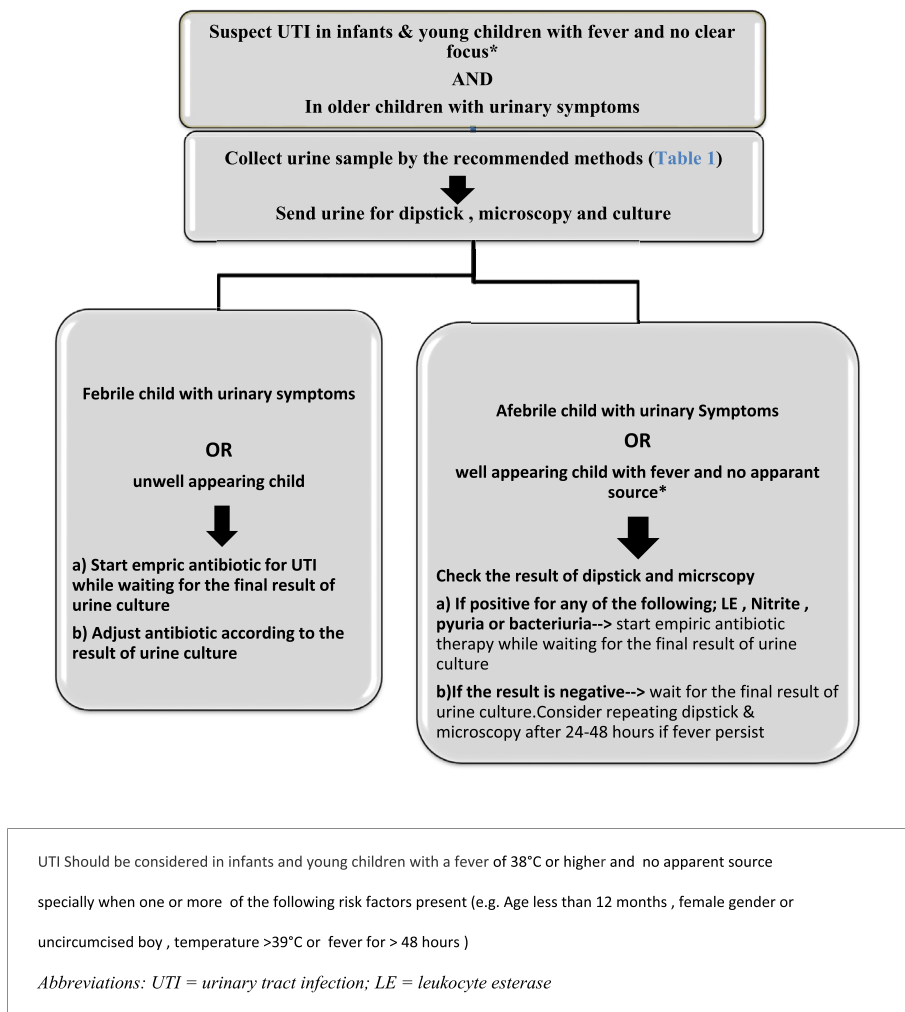 Suspect UTI in infants & young children with fever and no clear
focus*
AND
In older children with urinary symptoms
Collect urine sample by the recommended methods (Table 1)
Send urine for dipstick , microscopy and culture
Febrile child with urinary symptoms
OR
unwell appearing child
a) Start empric antibiotic for UTI
while waiting for the final result of
urine culture
b) Adjust antibiotic according to the
result of urine culture
Afebrile child with urinary Symptoms
OR
well appearing child with fever and no apparant
source*
Check the result of dipstick and micrscopy
a) If positive for any of the following; LE , Nitrite ,
pyuria or bacteriuria--> start empiric antibiotic
therapy while waiting for the final result of urine
culture
b)If the result is negative--> wait for the final result of
urine culture.Consider repeating dipstick &
microscopy after 24-48 hours if fever persist
UTI Should be considered in infants and young children with a fever of 38°C or higher and no apparent source
specially when one or more of the following risk factors present (e.g. Age less than 12 months , female gender or
uncircumcised boy , temperature >39°C or fever for > 48 hours )
Abbreviations: UTI = urinary tract infection; LE = leukocyte esterase